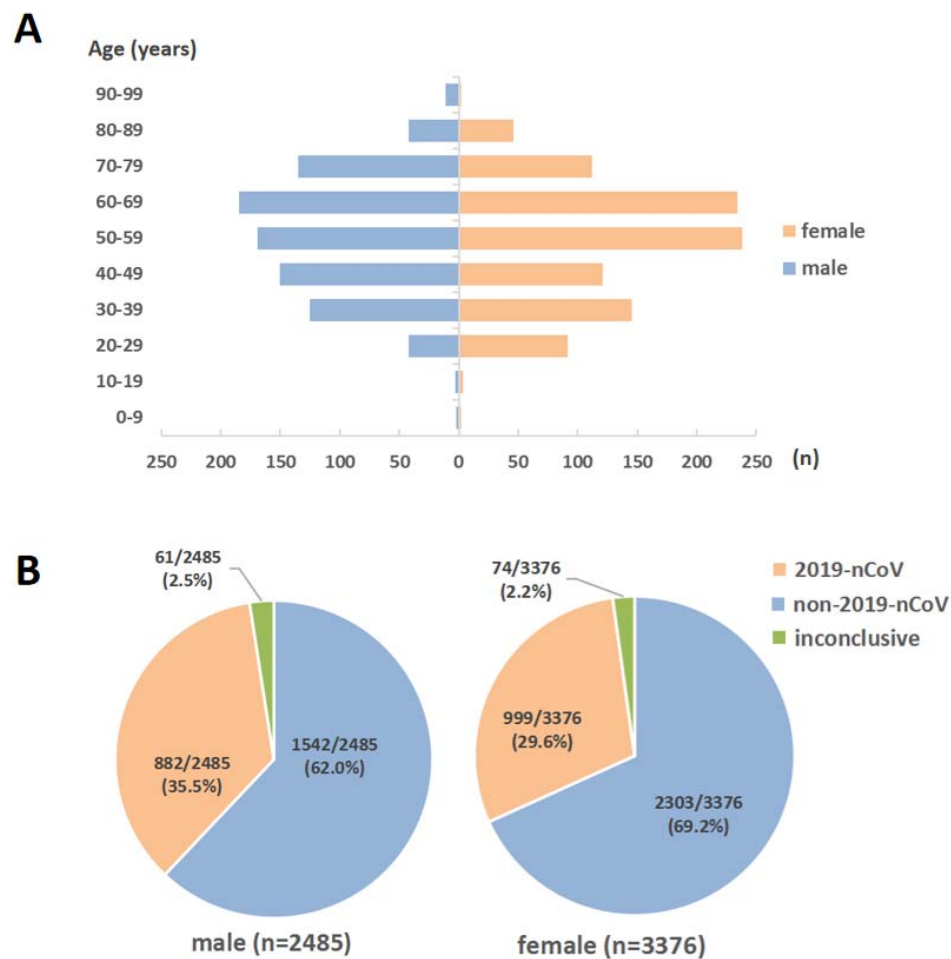 A
Age (years)
90-99
80-89
70-79
60-69
50-59
40-49
30-39
20-29
10-19
0-9
female
male
250 200 150 100 50 0 50 100 150 200 250 (n)
B
61/2485
(2.5%)
882/2485
(35.5%)
1542/2485
(62.0%)
male (n=2485)
74/3376
(2.2%)
999/3376
(29.6%)
2303/3376
(69.2%)
female (n=3376)
2019-nCoV
non-2019-nCoV
inconclusive